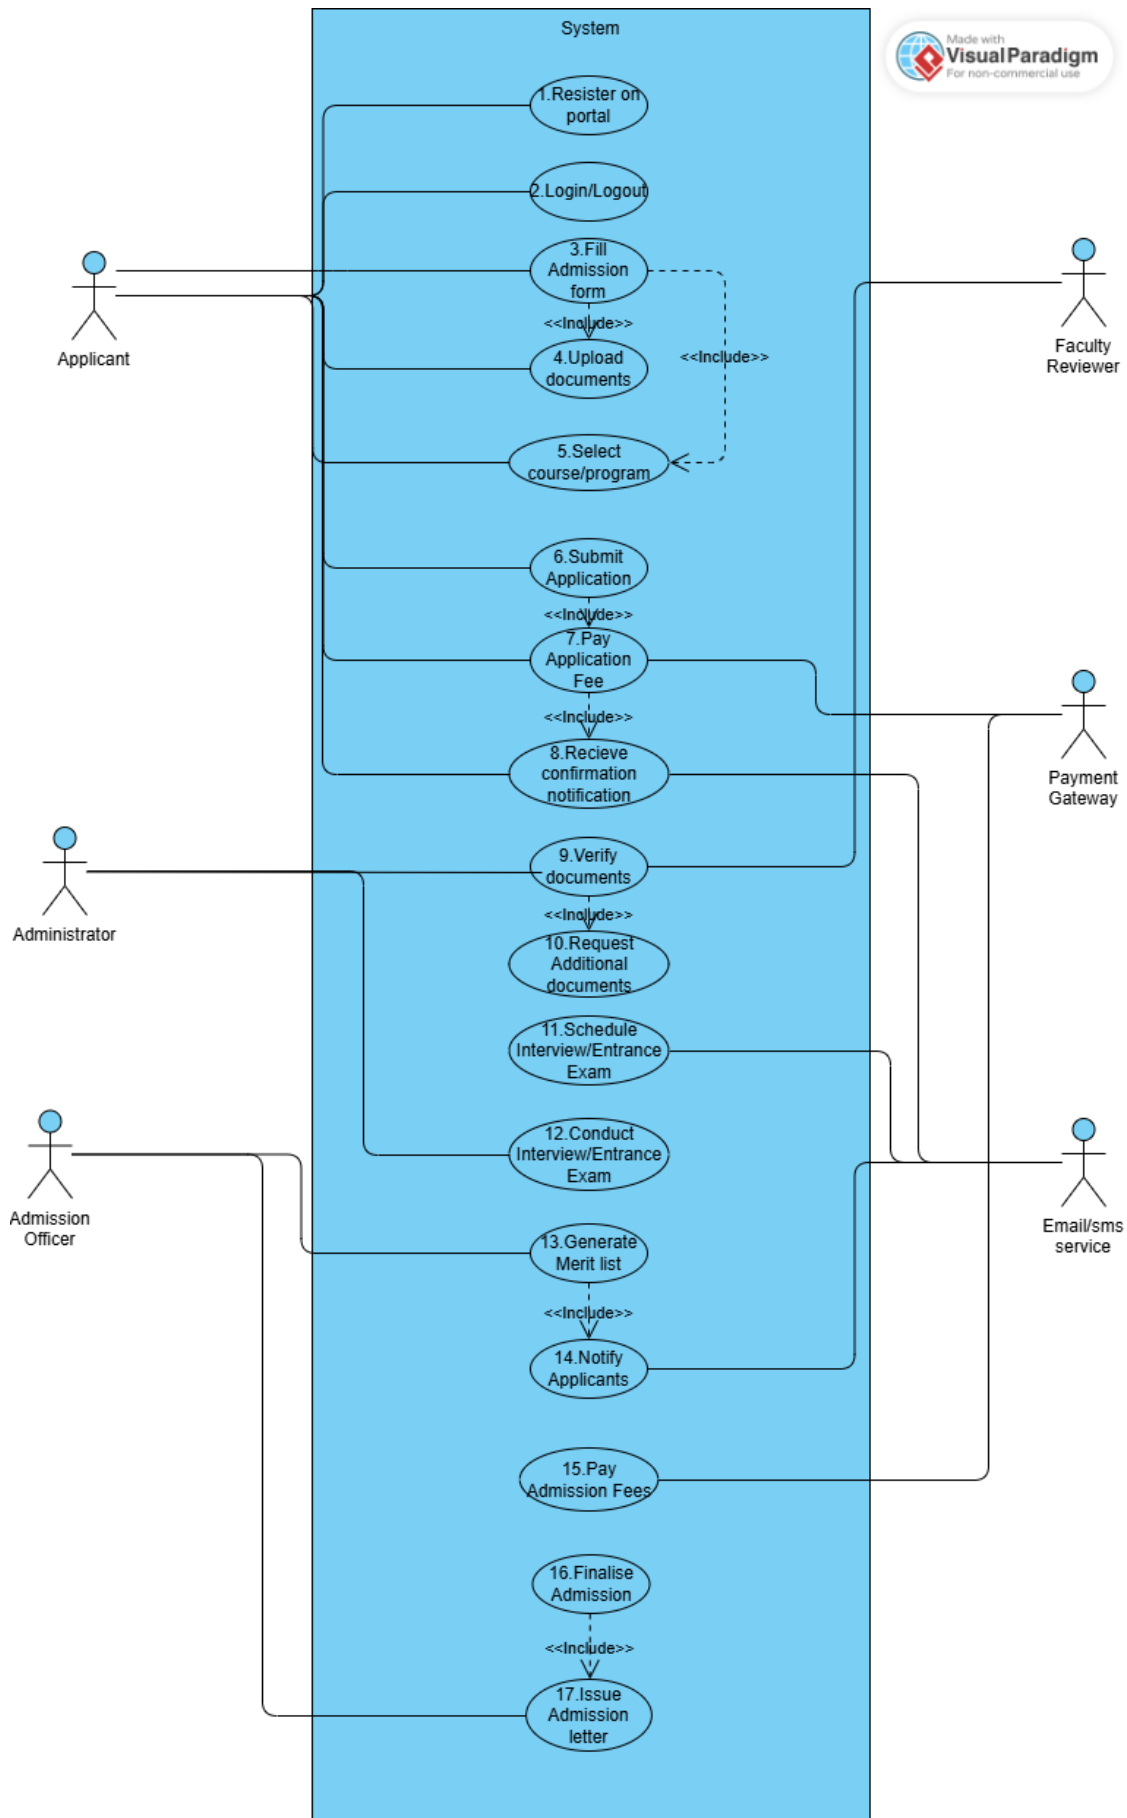 System
Made with
Visual Paradigm
For non-commercial use
1.Resister on
portal
2.Login/Logout
3.Fill
Admission
form
<<Include>>
<<Include>>
4.Upload
documents
Applicant
Faculty
Reviewer
5.Select
course/program
6.Submit
Application
<<Include>>
7.Pay
Application
Fee
<<Include>>
8.Recieve
confirmation
notification
Payment
Gateway
9.Verify
documents
Administrator
<<Include>>
10.Request
Additional
documents
11.Schedule
Interview/Entrance
Exam
12.Conduct
Interview/Entrance
Exam
Admission
Officer
Email/sms
service
13.Generate
Merit list
<<Include>>
14.Notify
Applicants
15.Pay
Admission Fees
16.Finalise
Admission
<<Include>>
17.Issue
Admission
letter